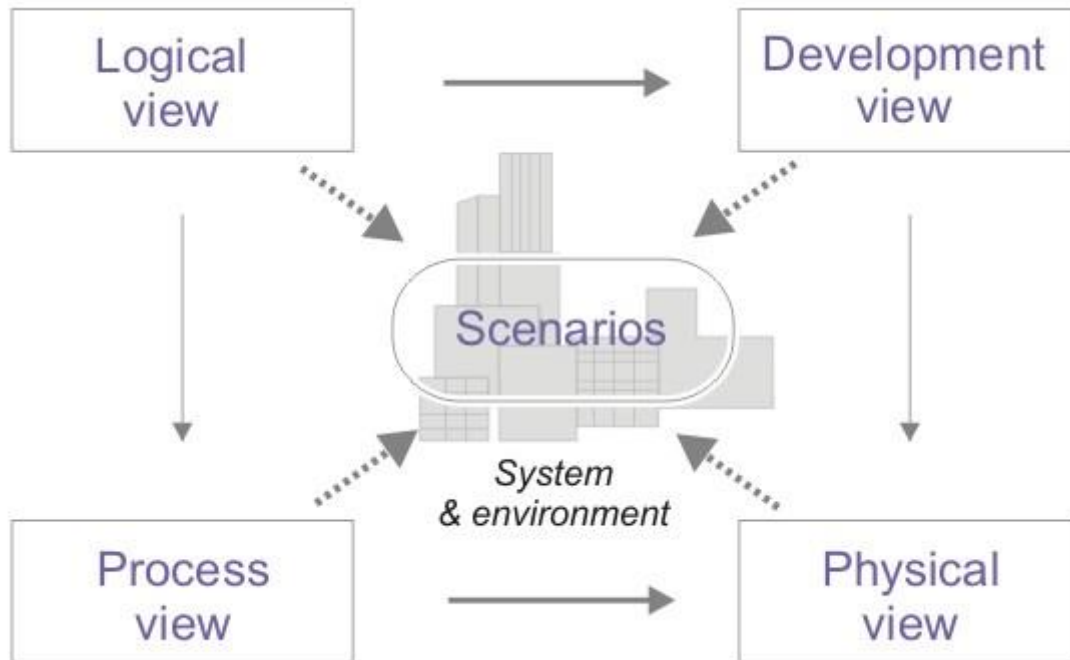 Logical
view
Development
view
Scenarios
System
& environment
Process
view
Physical
view